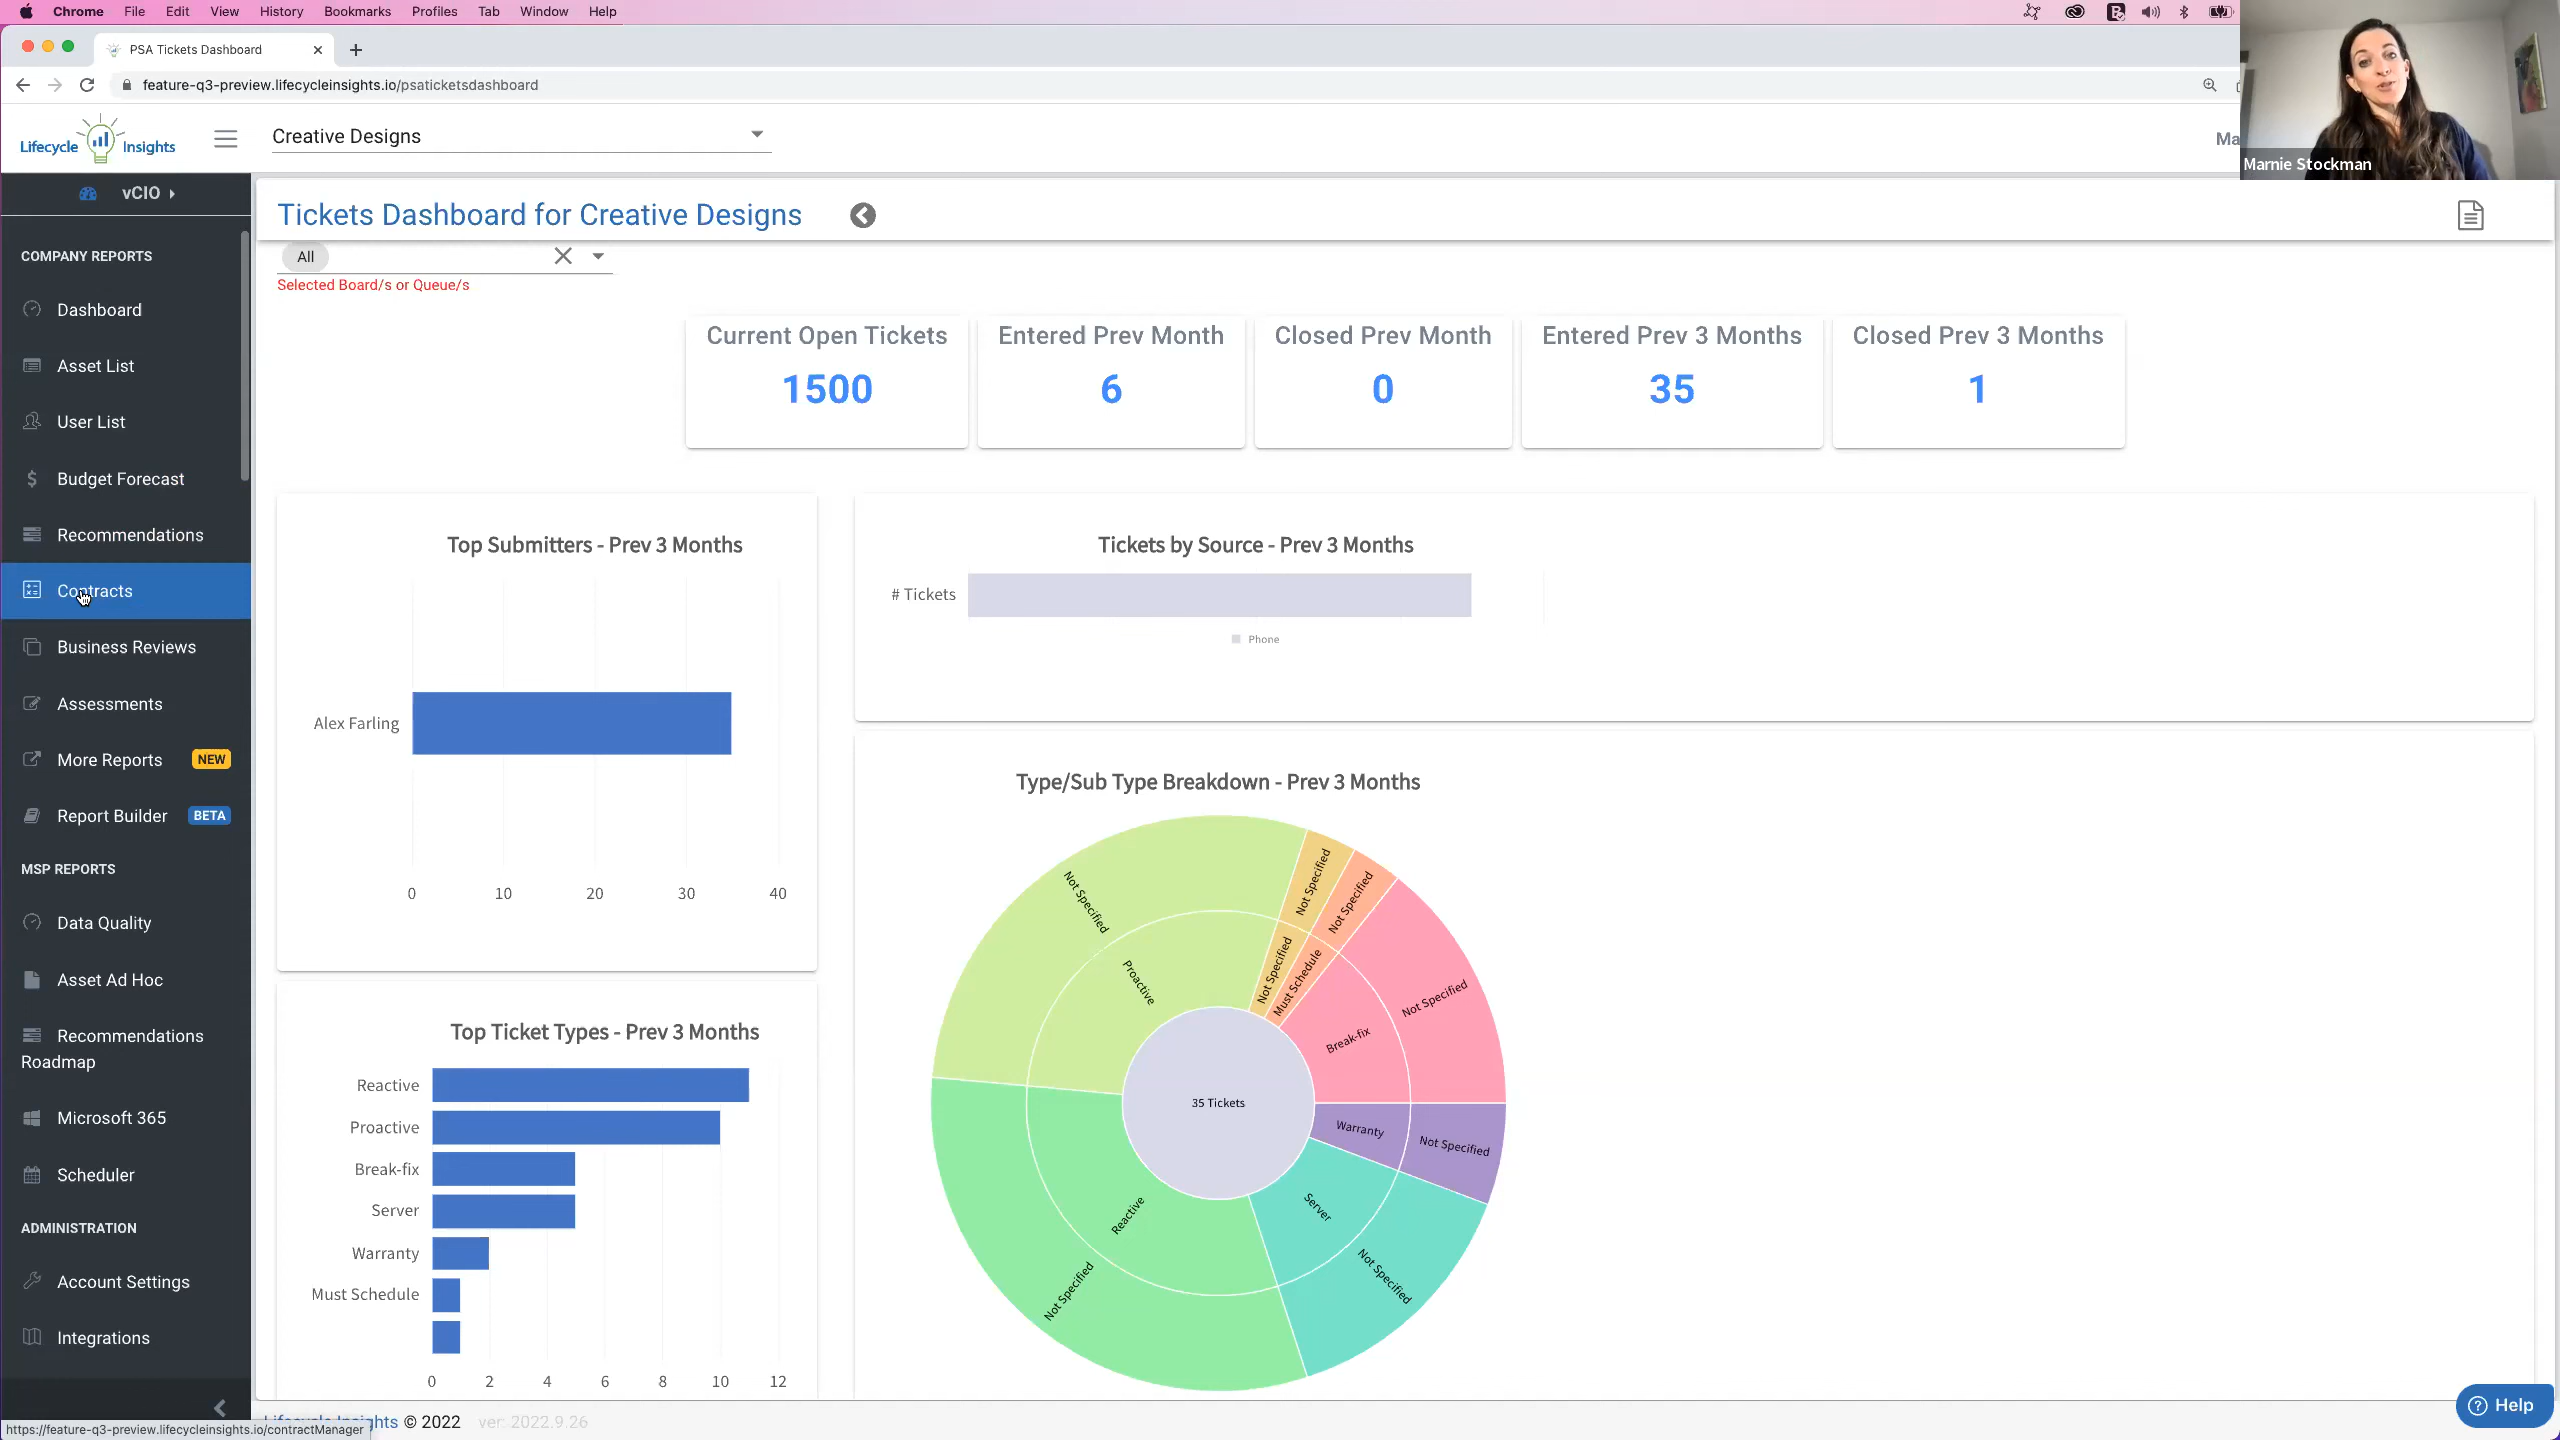 Chrome File Edit View History Bookmarks Profiles Tab Window Help
PSA Tickets Dashboard
feature-q3-preview.lifecycleinsights.io/psaticketsdashboard
Lifecycle Insights
Creative Designs
Ma
Marnie Stockman
vCIO
Tickets Dashboard for Creative Designs
All
Selected Board/s or Queue/s
COMPANY REPORTS
Dashboard
Asset List
User List
Budget Forecast
Recommendations
Contracts
Business Reviews
Assessments
More Reports NEW
Report Builder BETA
MSP REPORTS
Data Quality
Asset Ad Hoc
Recommendations
Roadmap
Microsoft 365
Scheduler
ADMINISTRATION
Account Settings
Integrations
Current Open Tickets
1500
Entered Prev Month
6
Closed Prev Month
0
Entered Prev 3 Months
35
Closed Prev 3 Months
1
Top Submitters - Prev 3 Months
Alex Farling
0 10 20 30 40
Tickets by Source - Prev 3 Months
# Tickets
Phone
Top Ticket Types - Prev 3 Months
Reactive
Proactive
Break-fix
Server
Warranty
Must Schedule
0 2 4 6 8 10 12
Type/Sub Type Breakdown - Prev 3 Months
Not Specified
Not Specified
Not Specified
Not Specified
Proactive
Not Specified
Must Schedule
Break-fix
35 Tickets
Warranty
Not Specified
Reactive
Server
Not Specified
Not Specified
Lifecycle Insights © 2022 ver: 2022.9.26
https://feature-q3-preview.lifecycleinsights.io/contractManager
Help